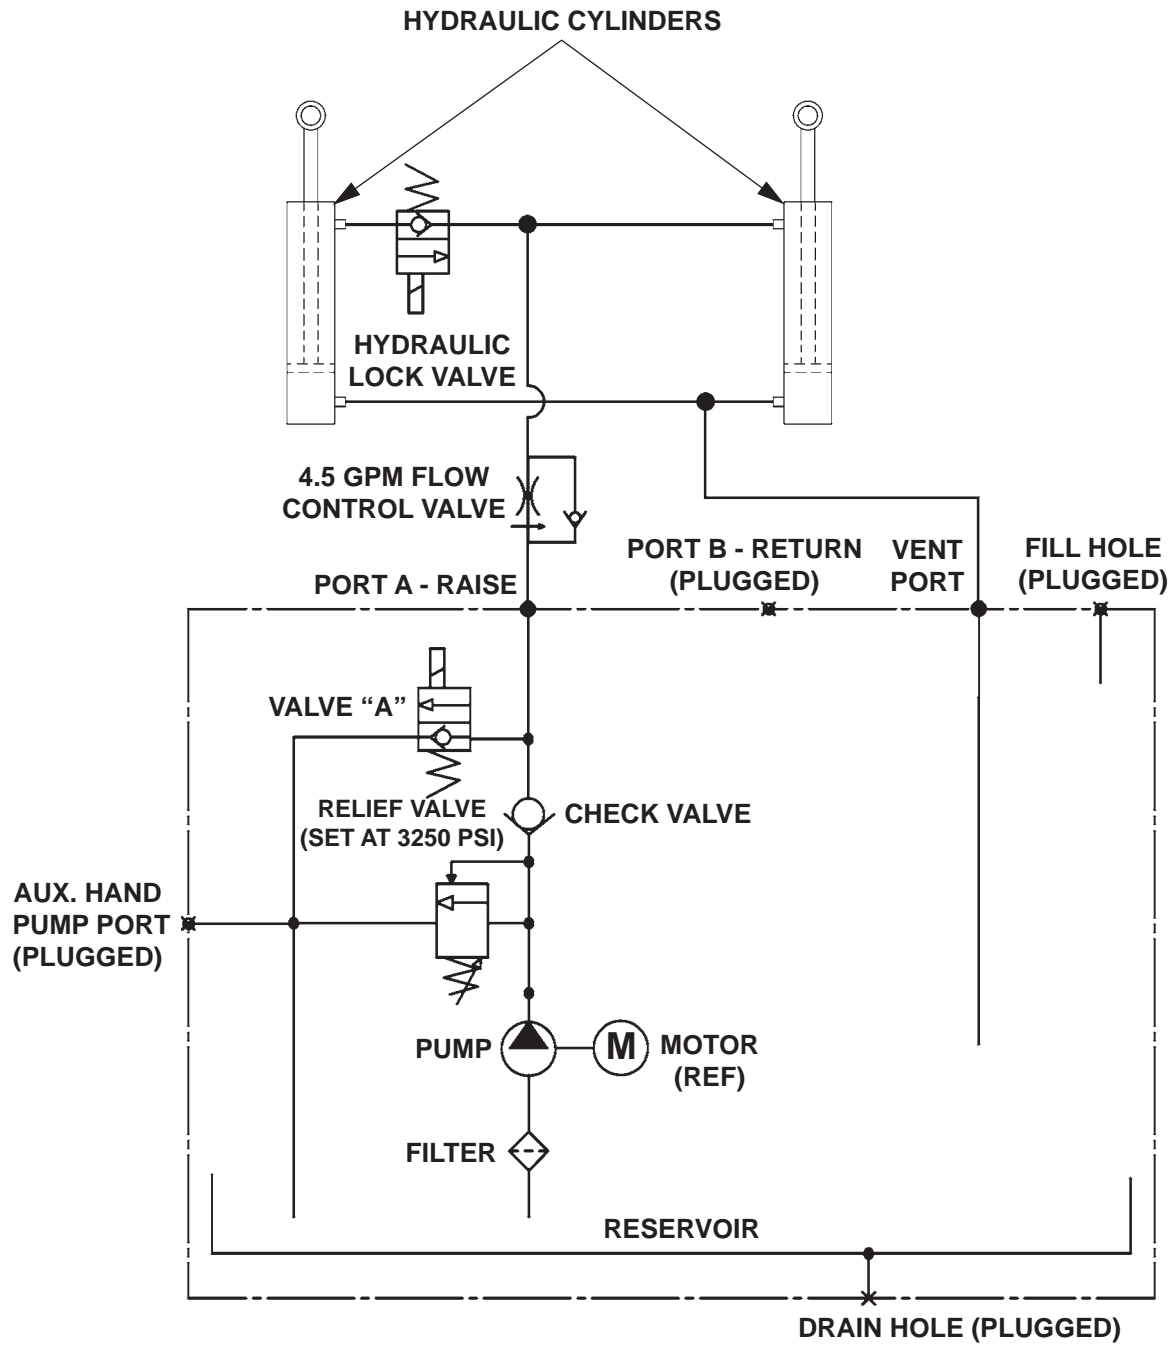 HYDRAULIC CYLINDERS
HYDRAULIC
LOCK VALVE
4.5 GPM FLOW
CONTROL VALVE
PORT B - RETURN
(PLUGGED)
VENT
PORT
FILL HOLE
(PLUGGED)
PORT A - RAISE
VALVE “A”
RELIEF VALVE
(SET AT 3250 PSI)
CHECK VALVE
AUX. HAND
PUMP PORT
(PLUGGED)
PUMP
M
MOTOR
(REF)
FILTER
RESERVOIR
DRAIN HOLE (PLUGGED)